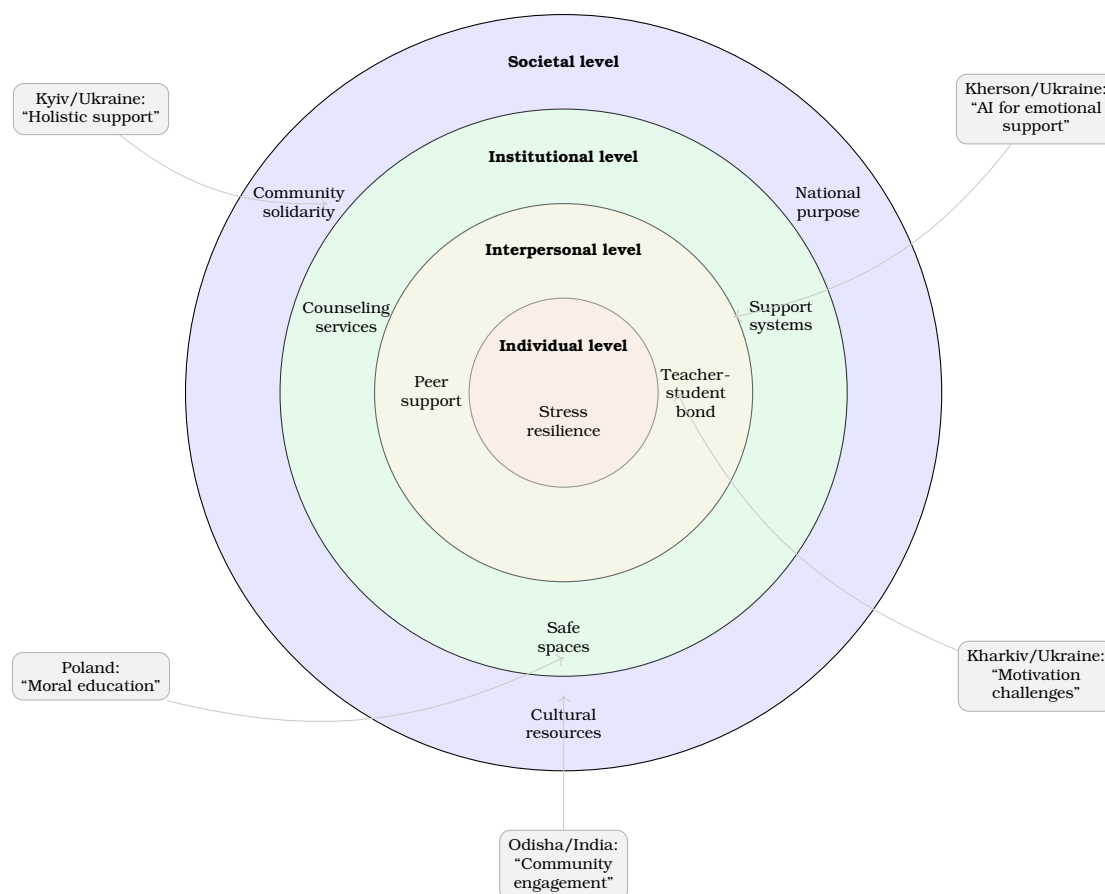 Societal level
Kyiv/Ukraine:
“Holistic support”
Kherson/Ukraine:
“AI for emotional
support”
Institutional level
Community
solidarity
National
purpose
Interpersonal level
Counseling
services
Support
systems
Individual level
Peer
support
Teacher-
student
bond
Stress
resilience
Safe
spaces
Poland:
“Moral education”
Kharkiv/Ukraine:
“Motivation
challenges”
Cultural
resources
Odisha/India:
“Community
engagement”